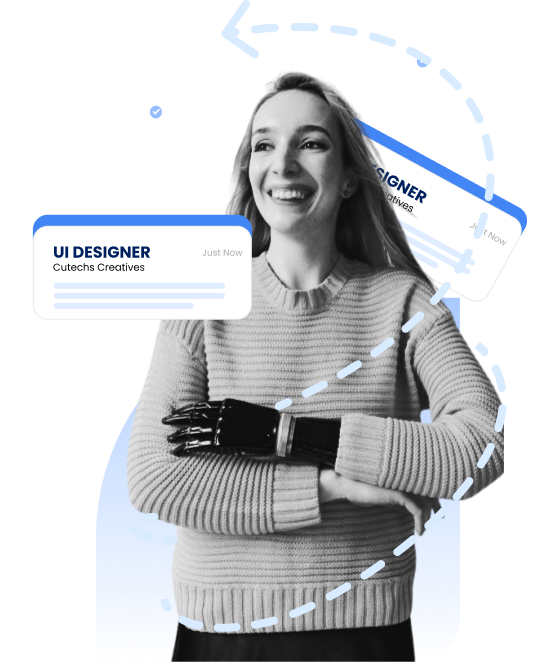 UI DESIGNER
Just Now
Cutechs Creatives
SIGNER
atives
Just Now